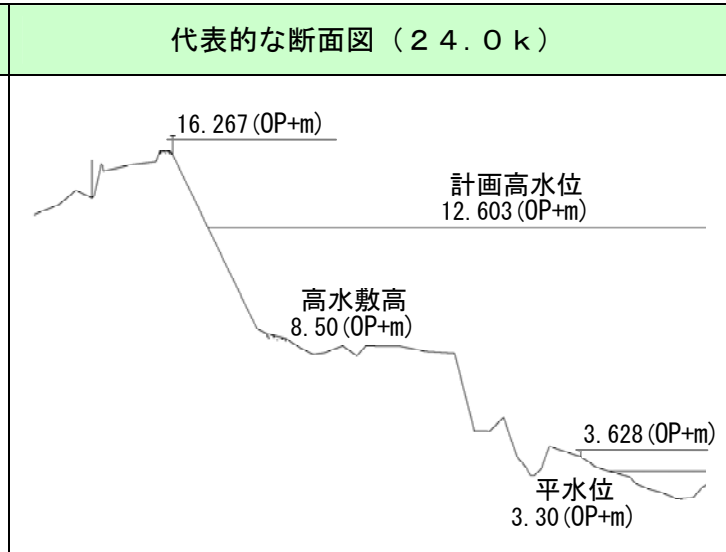 代表的な断面図（２４．０ｋ）
16.267(OP+m)
計画高水位
12.603(OP+m)
高水敷高
8.50(OP+m)
3.628(OP+m)
平水位
3.30(OP+m)